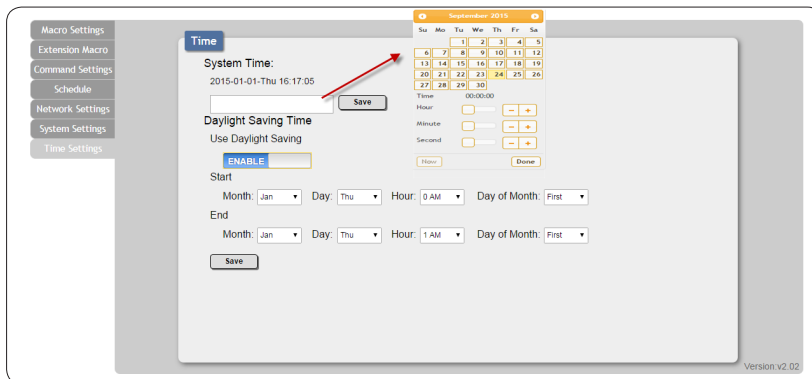 Macro Settings
Extension Macro
Command Settings
Schedule
Network Settings
System Settings
Time Settings
Time
System Time:
2015-01-01-Thu 16:17:05
Save
Daylight Saving Time
Use Daylight Saving
ENABLE
Start
Month: Jan Day: Thu Hour: 0 AM Day of Month: First
End
Month: Jan Day: Thu Hour: 1 AM Day of Month: First
Save
September 2015
Su Mo Tu We Th Fr Sa
1 2 3 4 5
6 7 8 9 10 11 12
13 14 15 16 17 18 19
20 21 22 23 24 25 26
27 28 29 30
Time 00:00:00
Hour - +
Minute - +
Second - +
Now Done
Version:v2.02